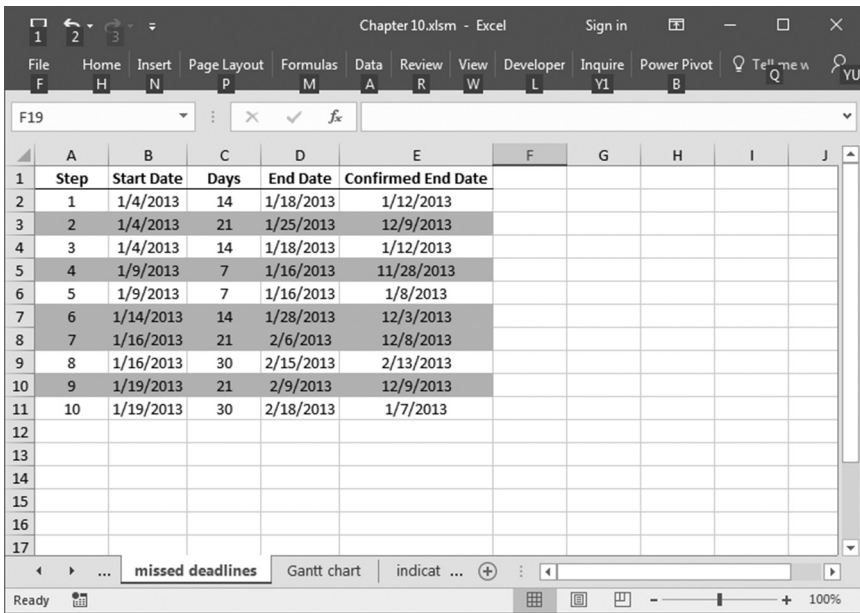 Chapter 10.xlsm - Excel Sign in
1 2 3
File Home Insert Page Layout Formulas Data Review View Developer Inquire Power Pivot Tell me w
F H N P M A R W L Y1 B Q YU
F19 fx
A B C D E F G H I J
1 Step Start Date Days End Date Confirmed End Date
2 1 1/4/2013 14 1/18/2013 1/12/2013
3 2 1/4/2013 21 1/25/2013 12/9/2013
4 3 1/4/2013 14 1/18/2013 1/12/2013
5 4 1/9/2013 7 1/16/2013 11/28/2013
6 5 1/9/2013 7 1/16/2013 1/8/2013
7 6 1/14/2013 14 1/28/2013 12/3/2013
8 7 1/16/2013 21 2/6/2013 12/8/2013
9 8 1/16/2013 30 2/15/2013 2/13/2013
10 9 1/19/2013 21 2/9/2013 12/9/2013
11 10 1/19/2013 30 2/18/2013 1/7/2013
12
13
14
15
16
17
... missed deadlines Gantt chart indicat ...
Ready 100%